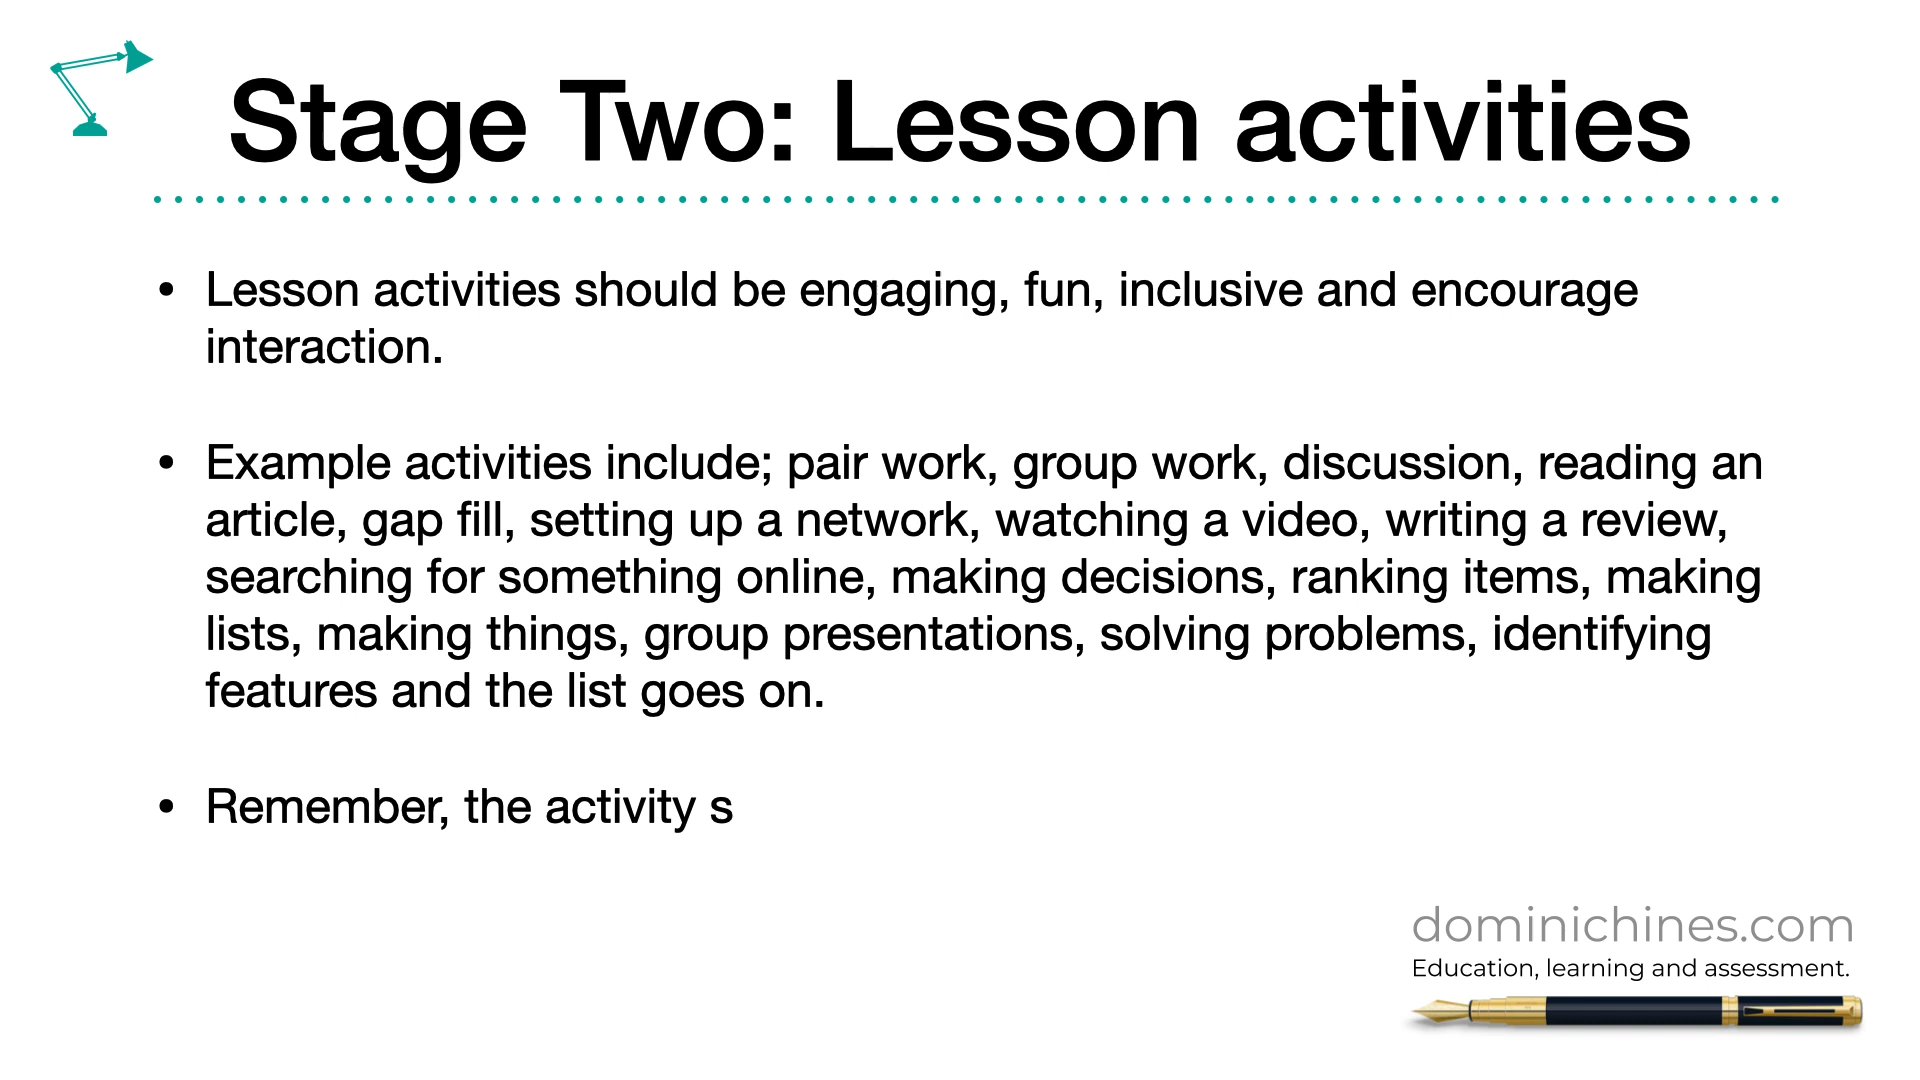 Stage Two: Lesson activities
• Lesson activities should be engaging, fun, inclusive and encourage
interaction.
• Example activities include; pair work, group work, discussion, reading an
article, gap fill, setting up a network, watching a video, writing a review,
searching for something online, making decisions, ranking items, making
lists, making things, group presentations, solving problems, identifying
features and the list goes on.
• Remember, the activity s
dominichines.com
Education, learning and assessment.